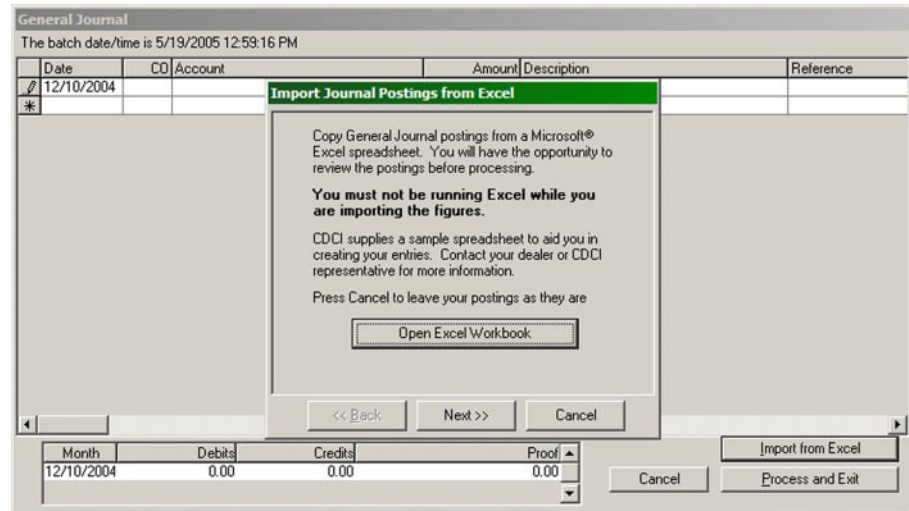 General Journal
The batch date/time is 5/19/2005 12:59:16 PM
Date CO Account Amount Description Reference
12/10/2004
Import Journal Postings from Excel
Copy General Journal postings from a Microsoft®
Excel spreadsheet. You will have the opportunity to
review the postings before processing.
You must not be running Excel while you
are importing the figures.
CDCI supplies a sample spreadsheet to aid you in
creating your entries. Contact your dealer or CDCI
representative for more information.
Press Cancel to leave your postings as they are
Open Excel Workbook
<< Back Next >> Cancel
Month Debits Credits Proof
12/10/2004 0.00 0.00 0.00
Import from Excel
Cancel Process and Exit